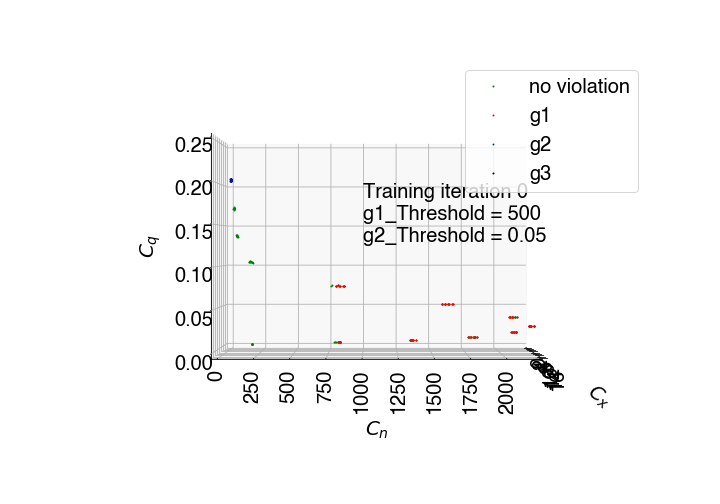 no violation
g1
g2
g3
Training iteration 0
g1_Threshold = 500
g2_Threshold = 0.05
0.25
0.20
0.15
0.10
0.05
0.00
C_q
0
250
500
750
1000
1250
1500
1750
2000
C_n
C_x